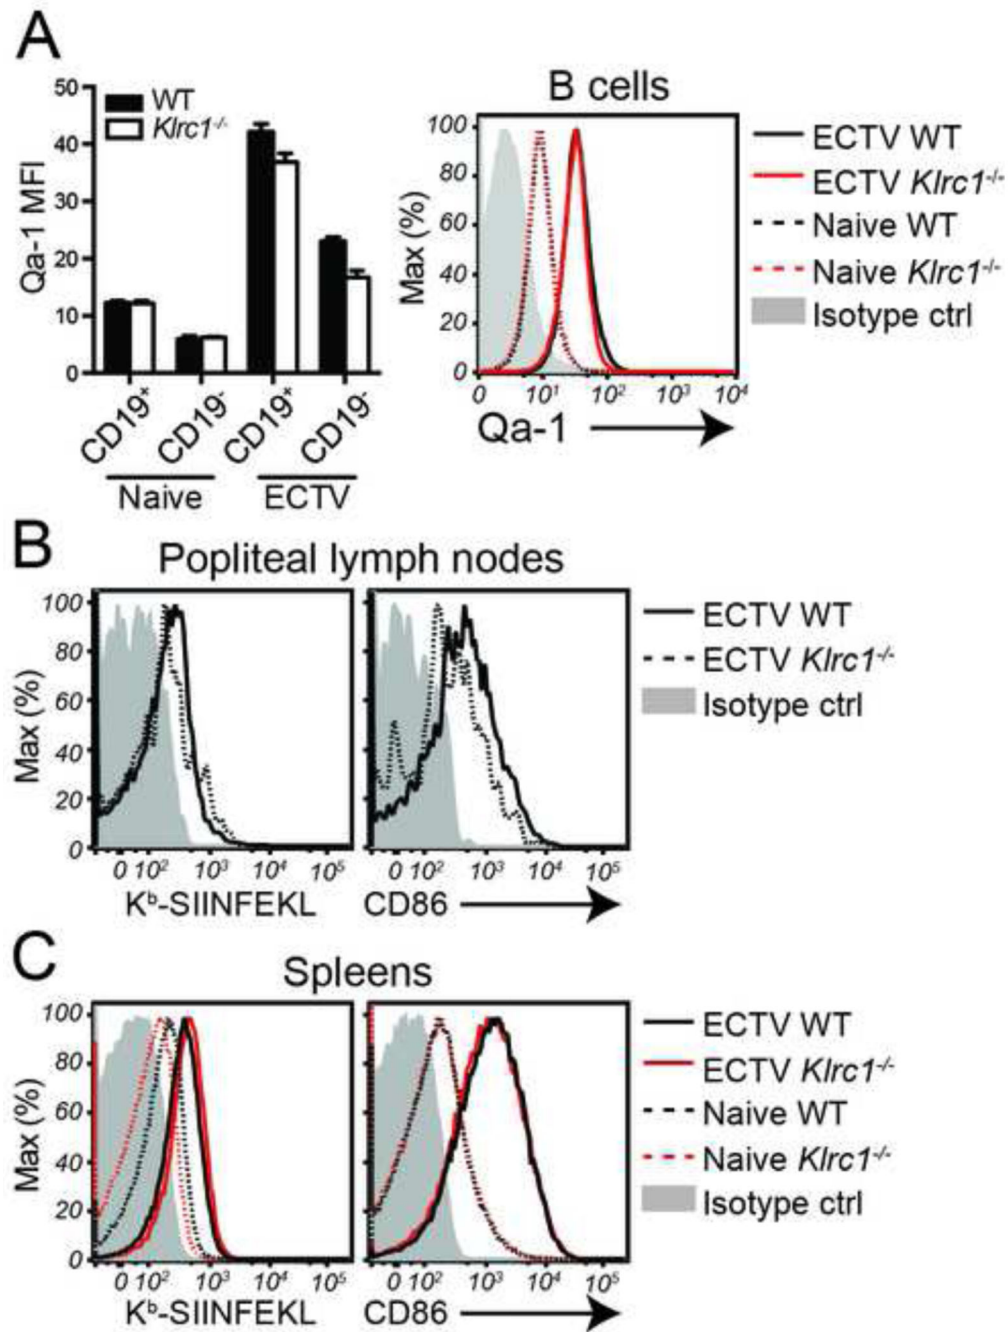 A
50
40
30
20
10
0
Qa-1 MFI
WT
Klrc1-/-
CD19+
CD19-
CD19+
CD19-
Naive
ECTV
B cells
100
80
60
40
20
0
Max (%)
0 10¹ 10² 10³ 10⁴
Qa-1
ECTV WT
ECTV Klrc1-/-
Naive WT
Naive Klrc1-/-
Isotype ctrl
B
Popliteal lymph nodes
100
80
60
40
20
0
Max (%)
0 10² 10³ 10⁴ 10⁵
Kᵇ-SIINFEKL
0 10² 10³ 10⁴ 10⁵
CD86
ECTV WT
ECTV Klrc1-/-
Isotype ctrl
C
Spleens
100
80
60
40
20
0
Max (%)
0 10² 10³ 10⁴ 10⁵
Kᵇ-SIINFEKL
0 10² 10³ 10⁴ 10⁵
CD86
ECTV WT
ECTV Klrc1-/-
Naive WT
Naive Klrc1-/-
Isotype ctrl